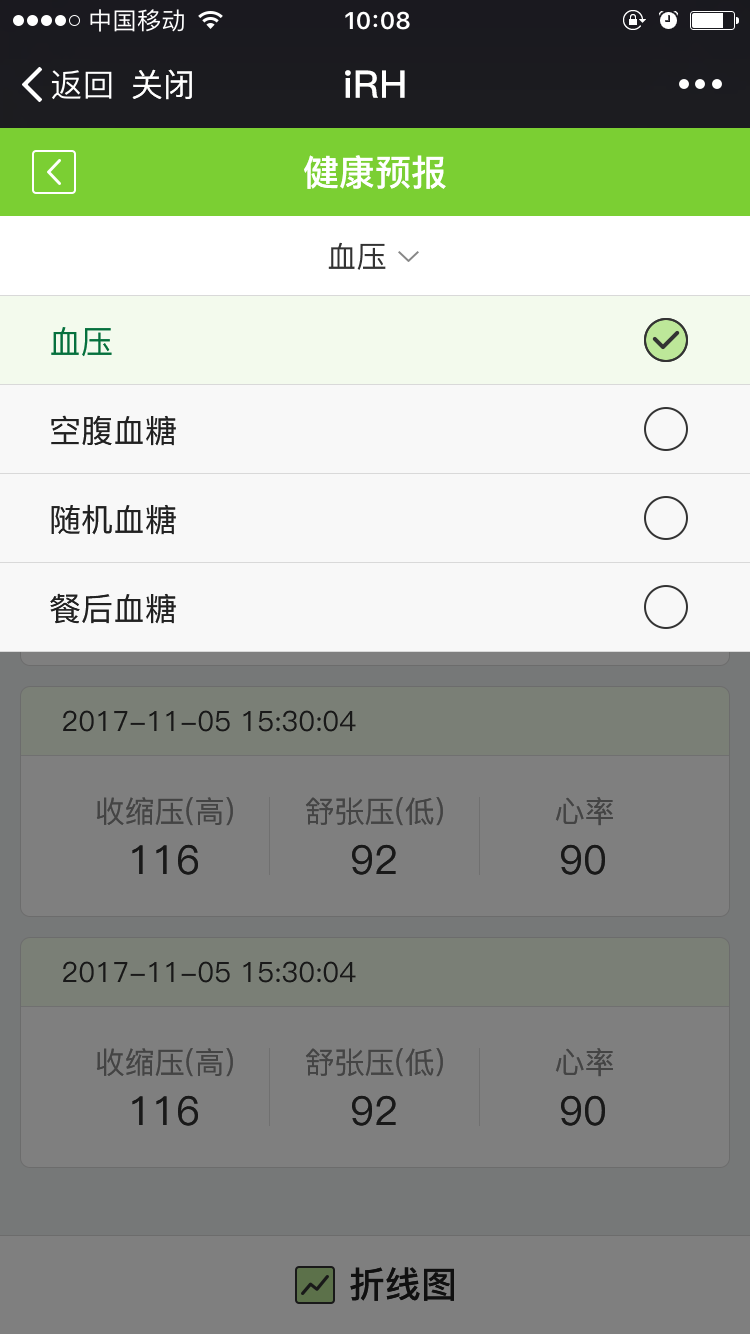 中国移动 10:08
返回 关闭 iRH
健康预报
血压
血压
空腹血糖
随机血糖
餐后血糖
2017-11-05 15:30:04
收缩压(高) 舒张压(低) 心率
116 92 90
2017-11-05 15:30:04
收缩压(高) 舒张压(低) 心率
116 92 90
折线图